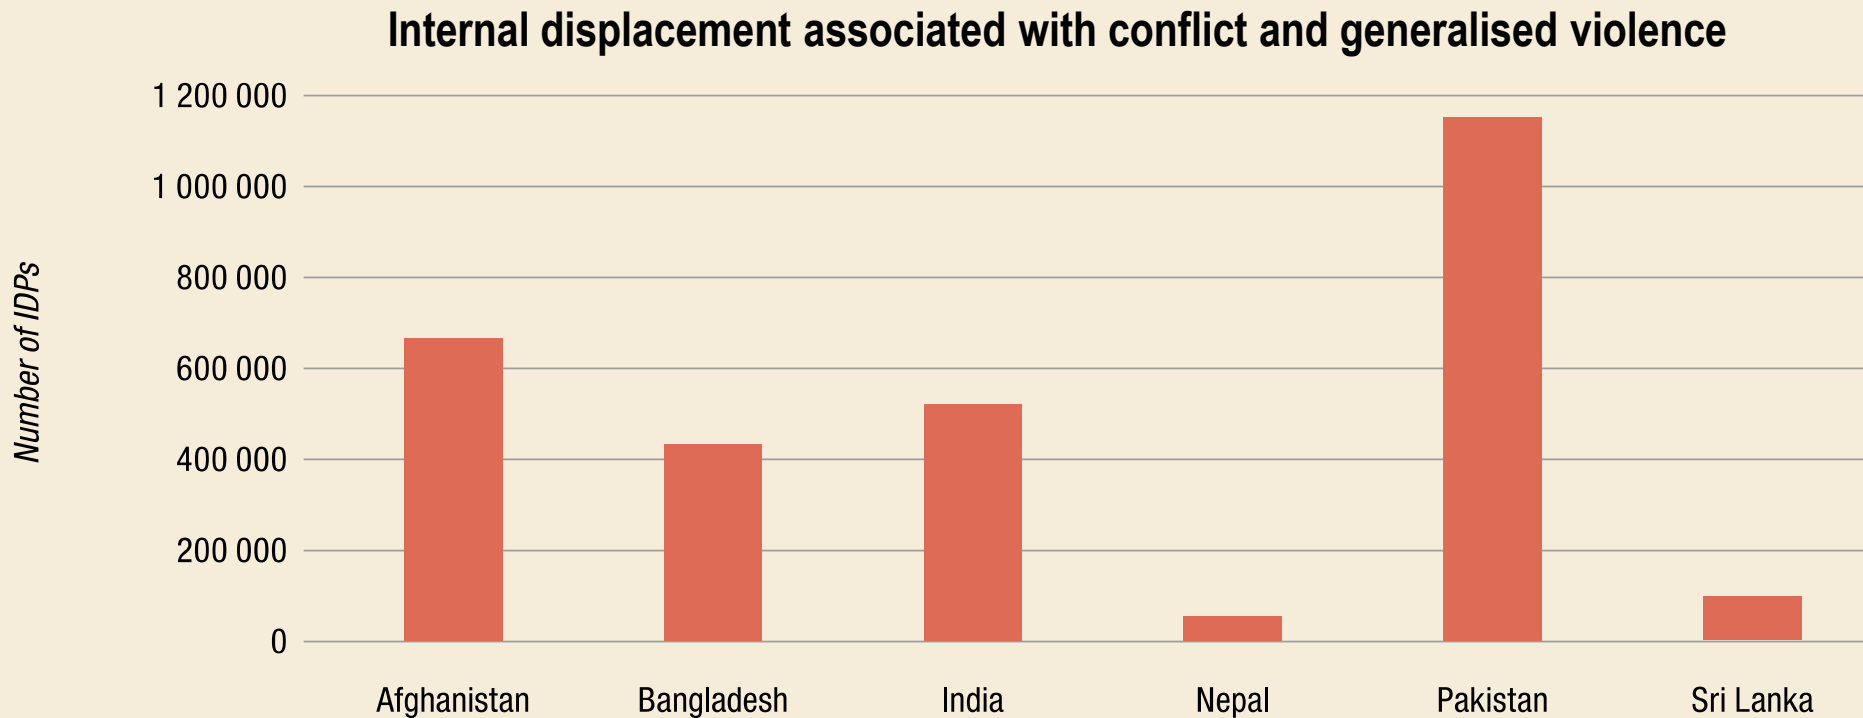 Internal displacement associated with conflict and generalised violence
Number of IDPs
1 200 000
1 000 000
800 000
600 000
400 000
200 000
0
Afghanistan Bangladesh India Nepal Pakistan Sri Lanka